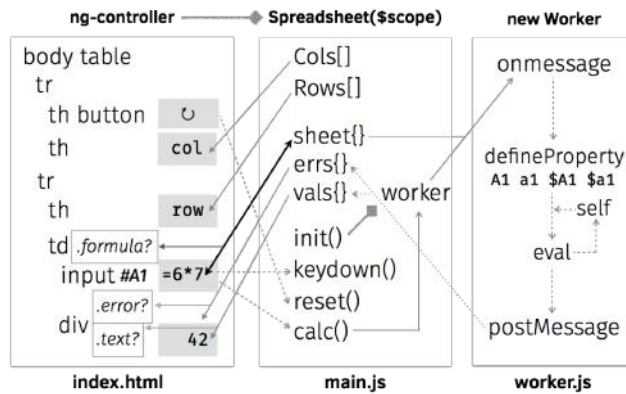 ng-controller
Spreadsheet($scope)
new Worker
body table
tr
th button ↻
th col
tr
th row
td .formula?
input #A1 =6*7
.error?
div
.text? 42
index.html
Cols[]
Rows[]
sheet{}
errs{}
vals{} worker
init()
keydown()
reset()
calc()
main.js
onmessage
defineProperty
A1 a1 $A1 $a1
self
eval
postMessage
worker.js